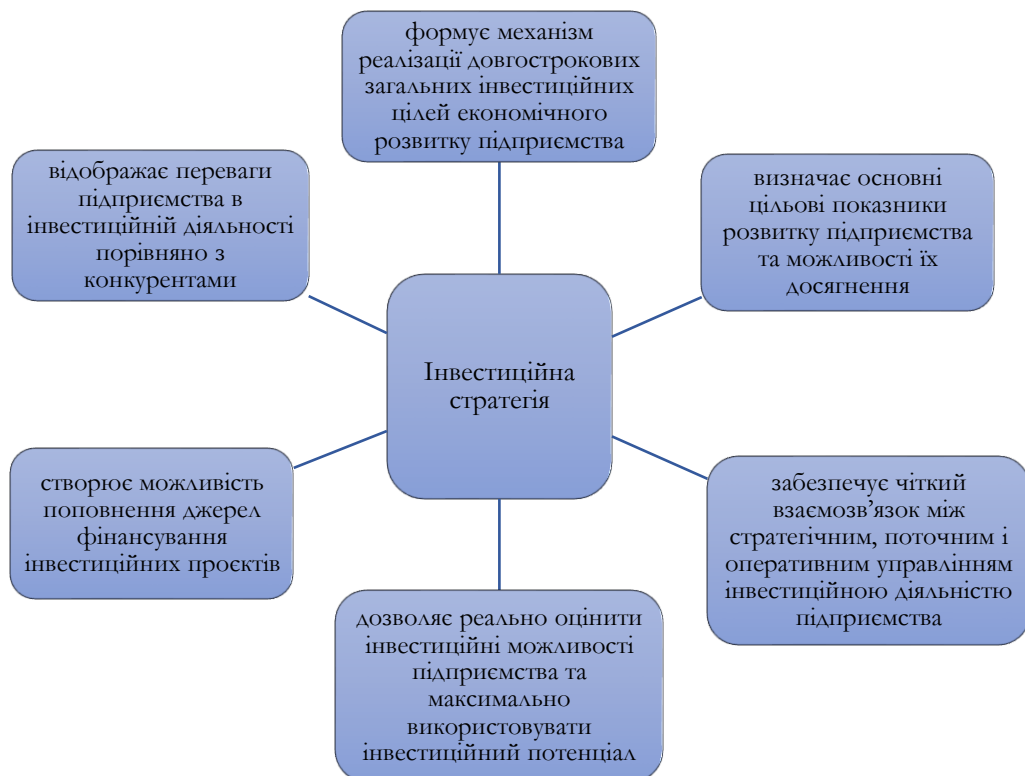 формує механізм
реалізації довгострокових
загальних інвестиційних
цілей економічного
розвитку підприємства
відображає переваги
підприємства в
інвестиційній діяльності
порівняно з
конкурентами
визначає основні
цільові показники
розвитку підприємства
та можливості їх
досягнення
Інвестиційна
стратегія
створює можливість
поповнення джерел
фінансування
інвестиційних проєктів
забезпечує чіткий
взаємозв’язок між
стратегічним, поточним і
оперативним управлінням
інвестиційною діяльністю
підприємства
дозволяє реально оцінити
інвестиційні можливості
підприємства та
максимально
використовувати
інвестиційний потенціал